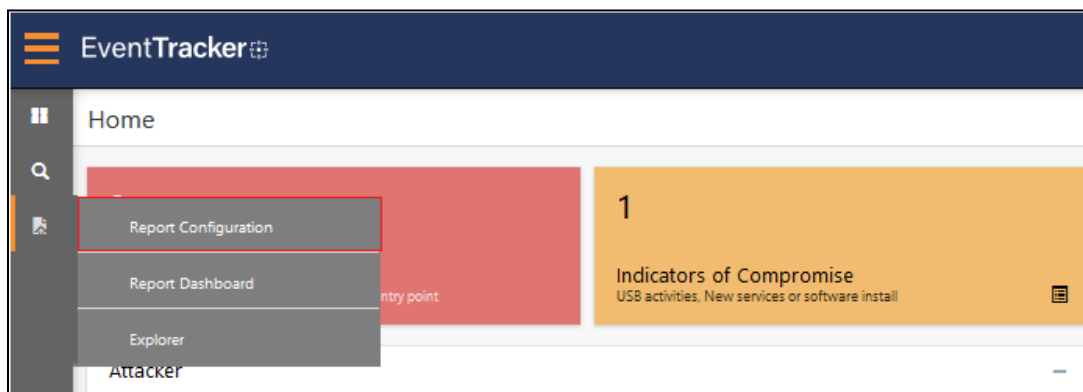 EventTracker
Home
Report Configuration
Report Dashboard
Explorer
ntry point
1
Indicators of Compromise
USB activities, New services or software install
Attacker